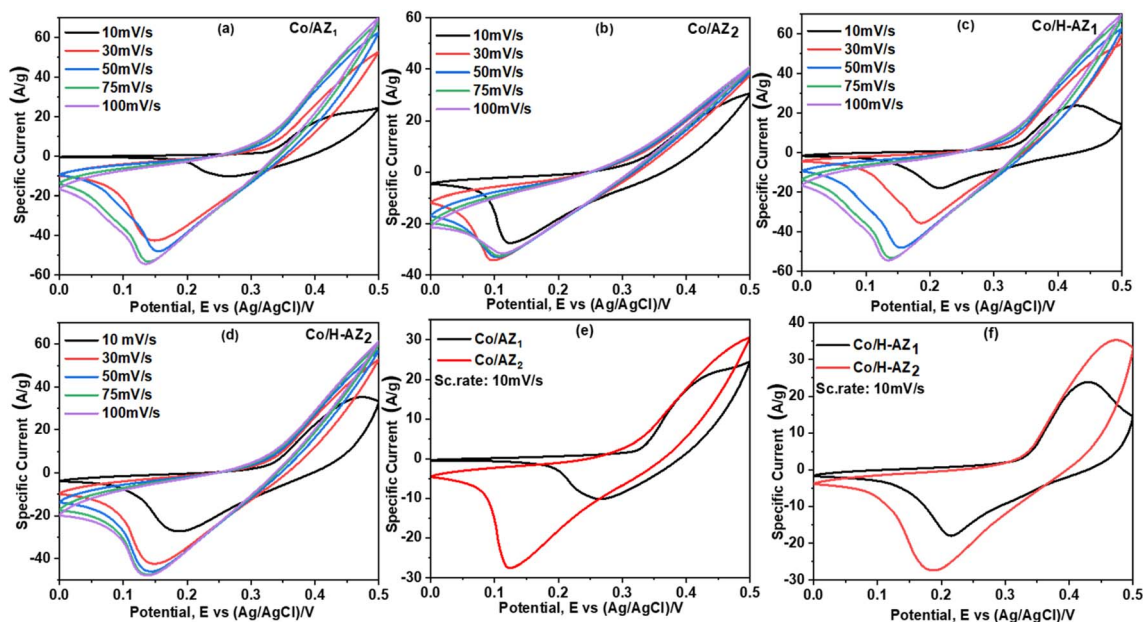 (a)
Co/AZ₁
10mV/s
30mV/s
50mV/s
75mV/s
100mV/s
60
40
20
0
-20
-40
-60
Specific Current (A/g)
0.0 0.1 0.2 0.3 0.4 0.5
Potential, E vs (Ag/AgCl)/V
(b)
Co/AZ2
10mV/s
30mV/s
50mV/s
75mV/s
100mV/s
60
40
20
0
-20
-40
Specific Current (A/g)
0.0 0.1 0.2 0.3 0.4 0.5
Potential, E vs (Ag/AgCl)/V
(c)
Co/H-AZ1
10mV/s
30mV/s
50mV/s
75mV/s
100mV/s
60
40
20
0
-20
-40
-60
Specific Current (A/g)
0.0 0.1 0.2 0.3 0.4 0.5
Potential, E vs (Ag/AgCl)/V
(d)
Co/H-AZ2
10 mV/s
30mV/s
50mV/s
75mV/s
100mV/s
60
40
20
0
-20
-40
Specific Current (A/g)
0.0 0.1 0.2 0.3 0.4 0.5
Potential, E vs (Ag/AgCl)/V
(e)
Co/AZ1
Co/AZ2
Sc.rate: 10mV/s
30
20
10
0
-10
-20
-30
Specific Current (A/g)
0.0 0.1 0.2 0.3 0.4 0.5
Potential, E vs (Ag/AgCl)/V
(f)
Co/H-AZ1
Co/H-AZ2
Sc.rate: 10mV/s
40
30
20
10
0
-10
-20
-30
Specific Current (A/g)
0.0 0.1 0.2 0.3 0.4 0.5
Potential, E vs (Ag/AgCl)/V